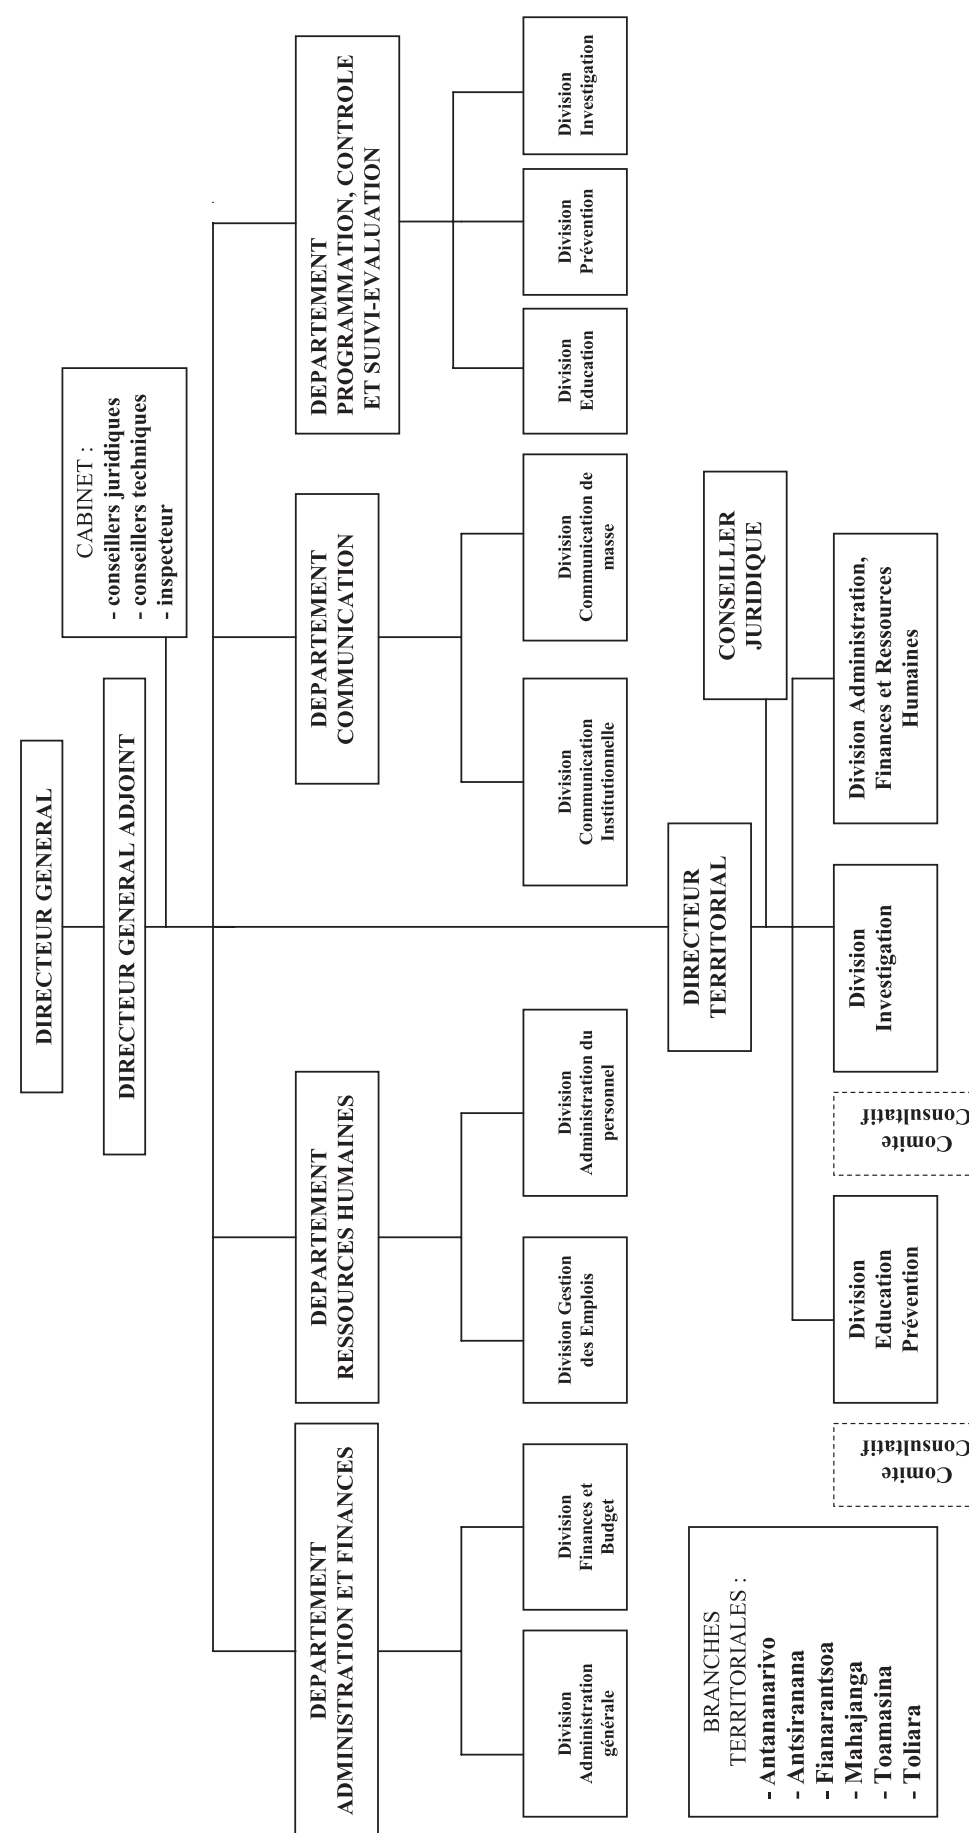 DIRECTEUR GENERAL
DIRECTEUR GENERAL ADJOINT
CABINET :
- conseillers juridiques
- conseillers techniques
- inspecteur
DEPARTEMENT
ADMINISTRATION ET FINANCES
DEPARTEMENT
RESSOURCES HUMAINES
DEPARTEMENT
COMMUNICATION
DEPARTEMENT
PROGRAMMATION, CONTROLE
ET SUIVI-EVALUATION
Division
Administration
générale
Division
Finances et
Budget
Division Gestion
des Emplois
Division
Administration du
personnel
Division
Communication
Institutionnelle
Division
Communication de
masse
Division
Education
Division
Prévention
Division
Investigation
DIRECTEUR
TERRITORIAL
CONSEILLER
JURIDIQUE
BRANCHES
TERRITORIALES :
- Antananarivo
- Antsiranana
- Fianarantsoa
- Mahajanga
- Toamasina
- Toliara
Comite
Consultatif
Division
Education
Prévention
Comite
Consultatif
Division
Investigation
Division Administration,
Finances et Ressources
Humaines